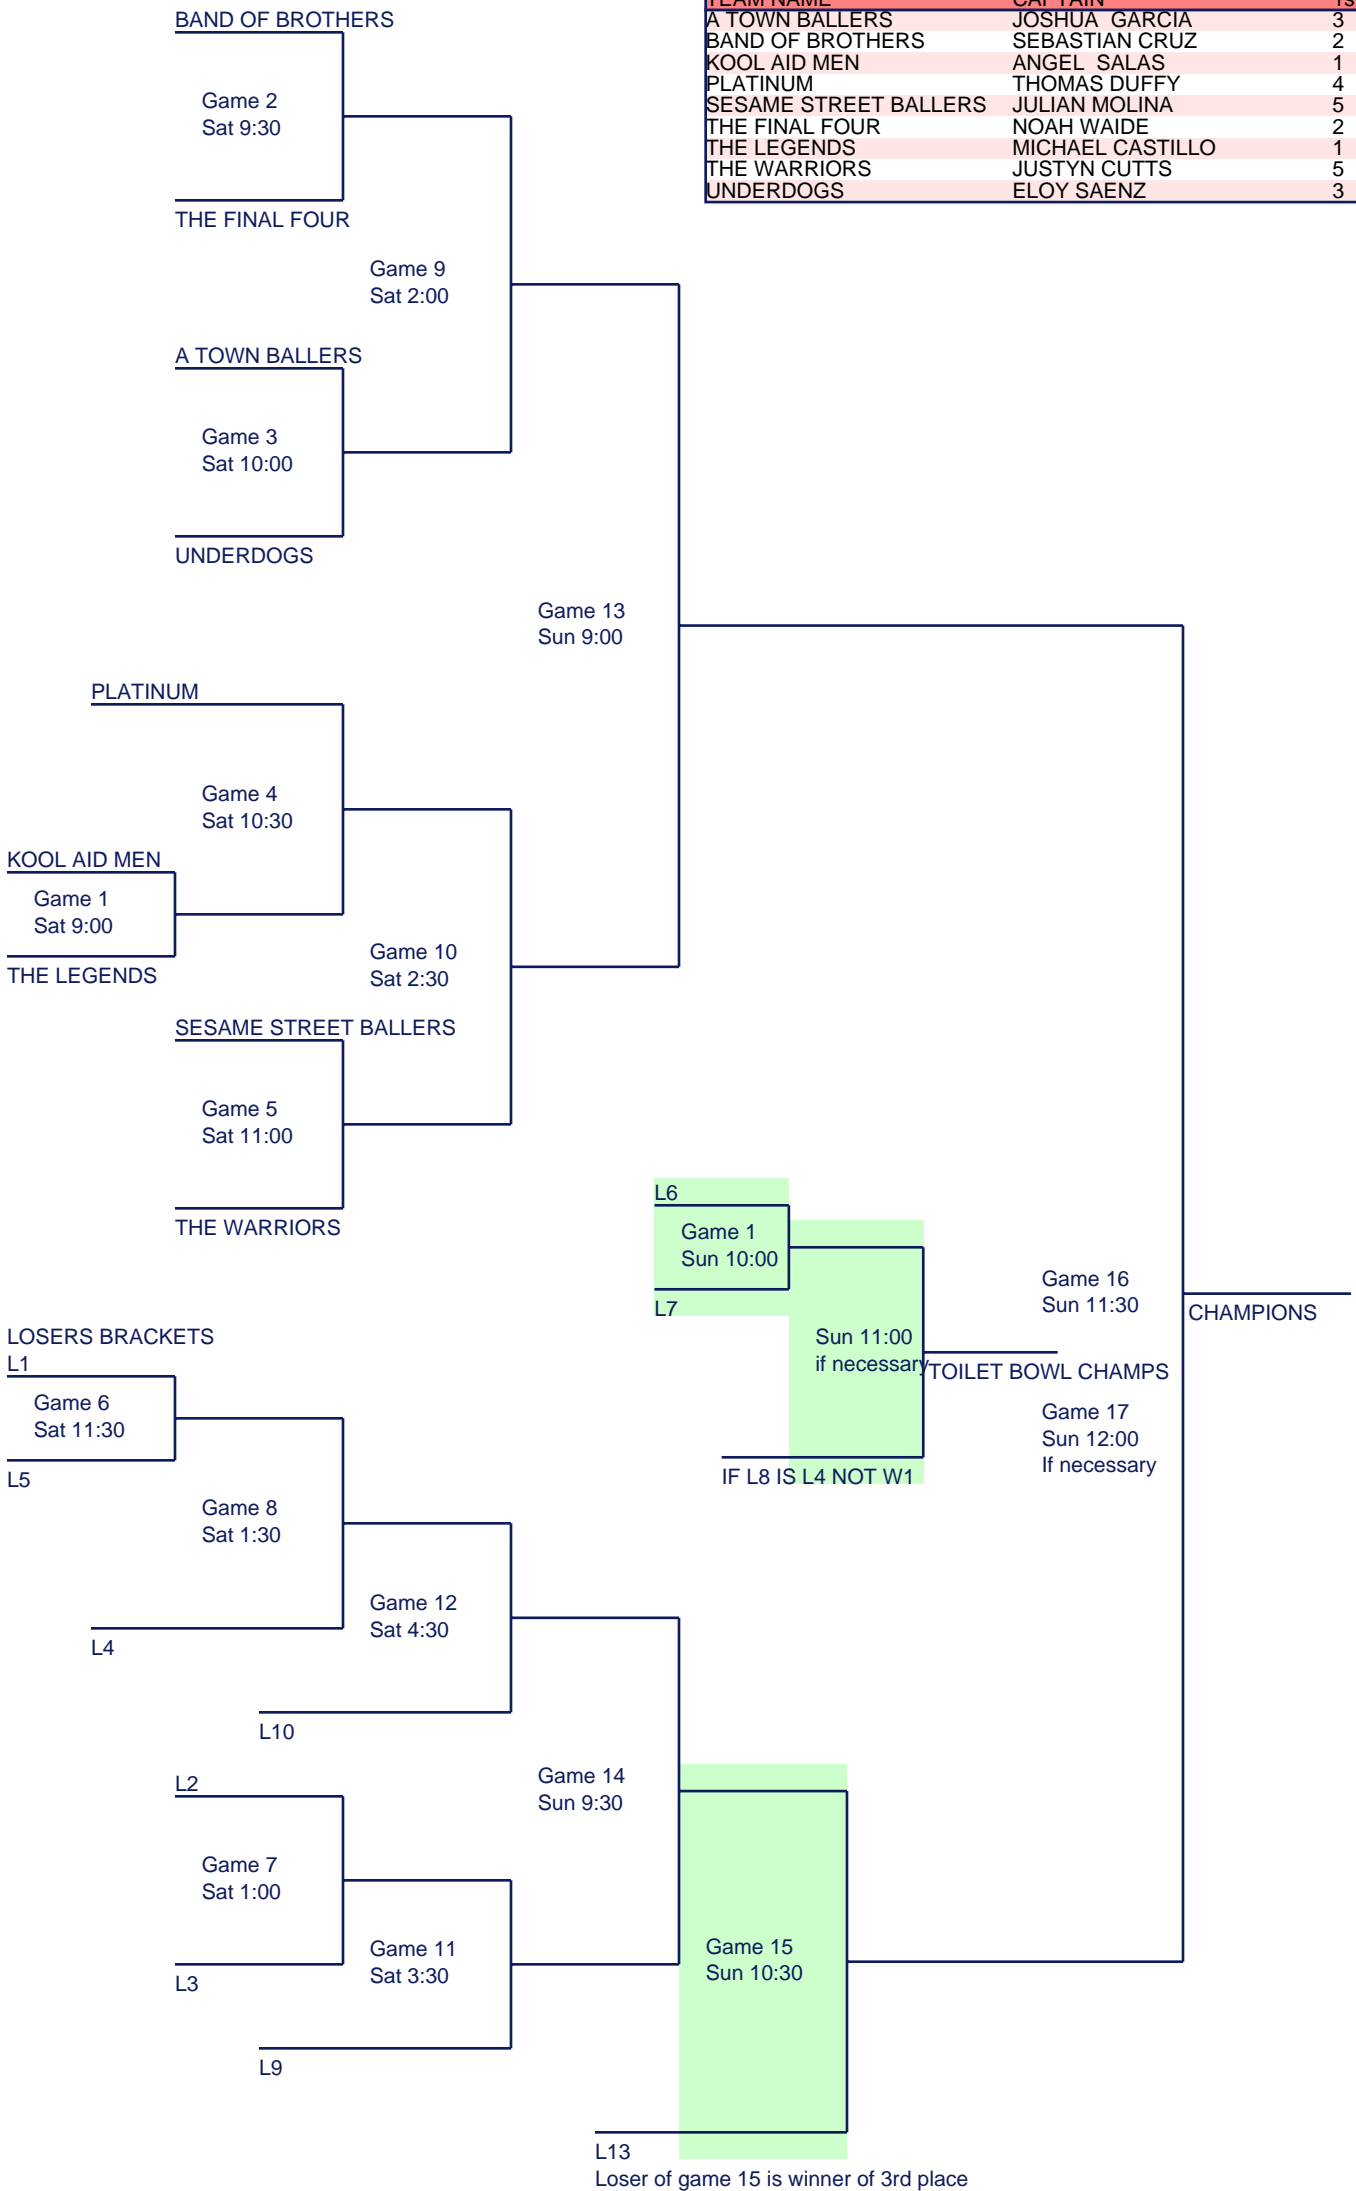 TEAM NAME CAPTAIN
A TOWN BALLERS JOSHUA GARCIA 3
BAND OF BROTHERS SEBASTIAN CRUZ 2
KOOL AID MEN ANGEL SALAS 1
PLATINUM THOMAS DUFFY 4
SESAME STREET BALLERS JULIAN MOLINA 5
THE FINAL FOUR NOAH WAIDE 2
THE LEGENDS MICHAEL CASTILLO 1
THE WARRIORS JUSTYN CUTTS 5
UNDERDOGS ELOY SAENZ 3
BAND OF BROTHERS
Game 2
Sat 9:30
THE FINAL FOUR
Game 9
Sat 2:00
A TOWN BALLERS
Game 3
Sat 10:00
UNDERDOGS
Game 13
Sun 9:00
PLATINUM
Game 4
Sat 10:30
KOOL AID MEN
Game 1
Sat 9:00
THE LEGENDS
Game 10
Sat 2:30
SESAME STREET BALLERS
Game 5
Sat 11:00
THE WARRIORS
L6
Game 1
Sun 10:00
L7
Sun 11:00
if necessary
TOILET BOWL CHAMPS
IF L8 IS L4 NOT W1
Game 16
Sun 11:30
CHAMPIONS
Game 17
Sun 12:00
If necessary
LOSERS BRACKETS
L1
Game 6
Sat 11:30
L5
Game 8
Sat 1:30
L4
Game 12
Sat 4:30
L10
Game 14
Sun 9:30
L2
Game 7
Sat 1:00
L3
Game 11
Sat 3:30
L9
Game 15
Sun 10:30
L13
Loser of game 15 is winner of 3rd place